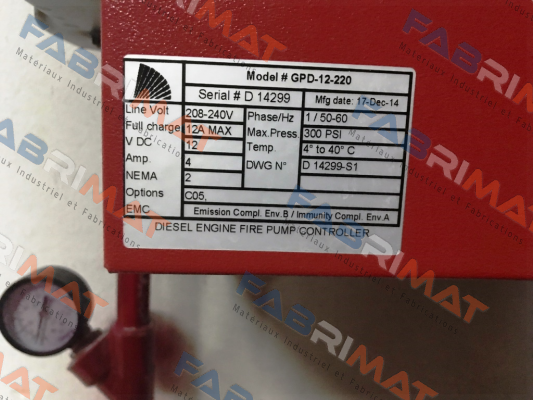 Model # GPD-12-220
Serial # D 14299 Mfg date: 17-Dec-14
Line Volt 208-240V Phase/Hz 1 / 50-60
Full charge 12A MAX Max.Press. 300 PSI
V DC 12 Temp 4° to 40° C
Amp. 4 DWG N° D 14299-S1
NEMA 2
Options C05,
EMC Emission Compl. Env.B / Immunity Compl. Env.A
DIESEL ENGINE FIRE PUMP CONTROLLER
FABRIMAT
Materiaux Industriel et Fabrications